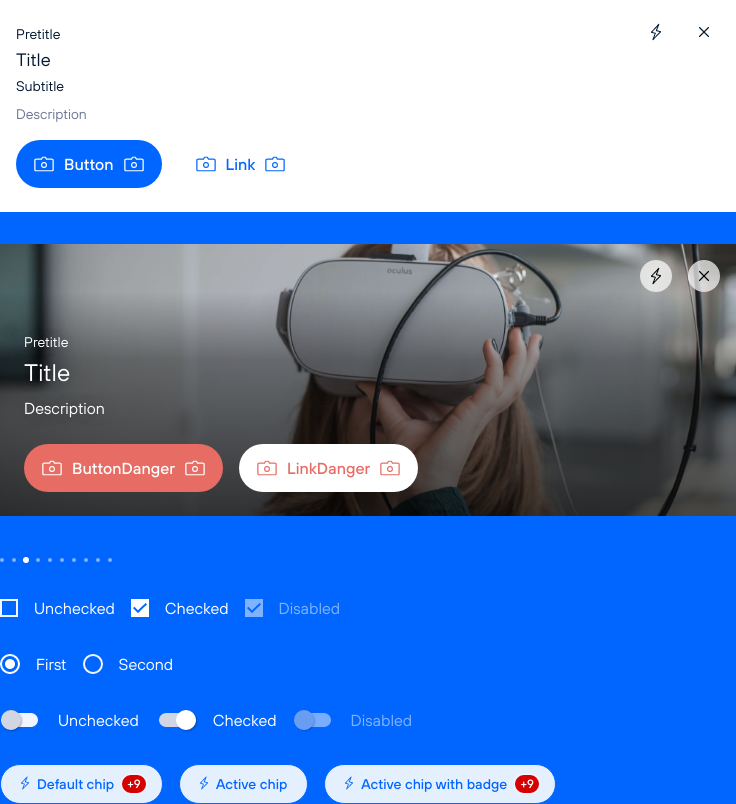 Pretitle
Title
Subtitle
Description
Button Link
oculus
Pretitle
Title
Description
ButtonDanger LinkDanger
Unchecked Checked Disabled
First Second
Unchecked Checked Disabled
Default chip +9 Active chip Active chip with badge +9